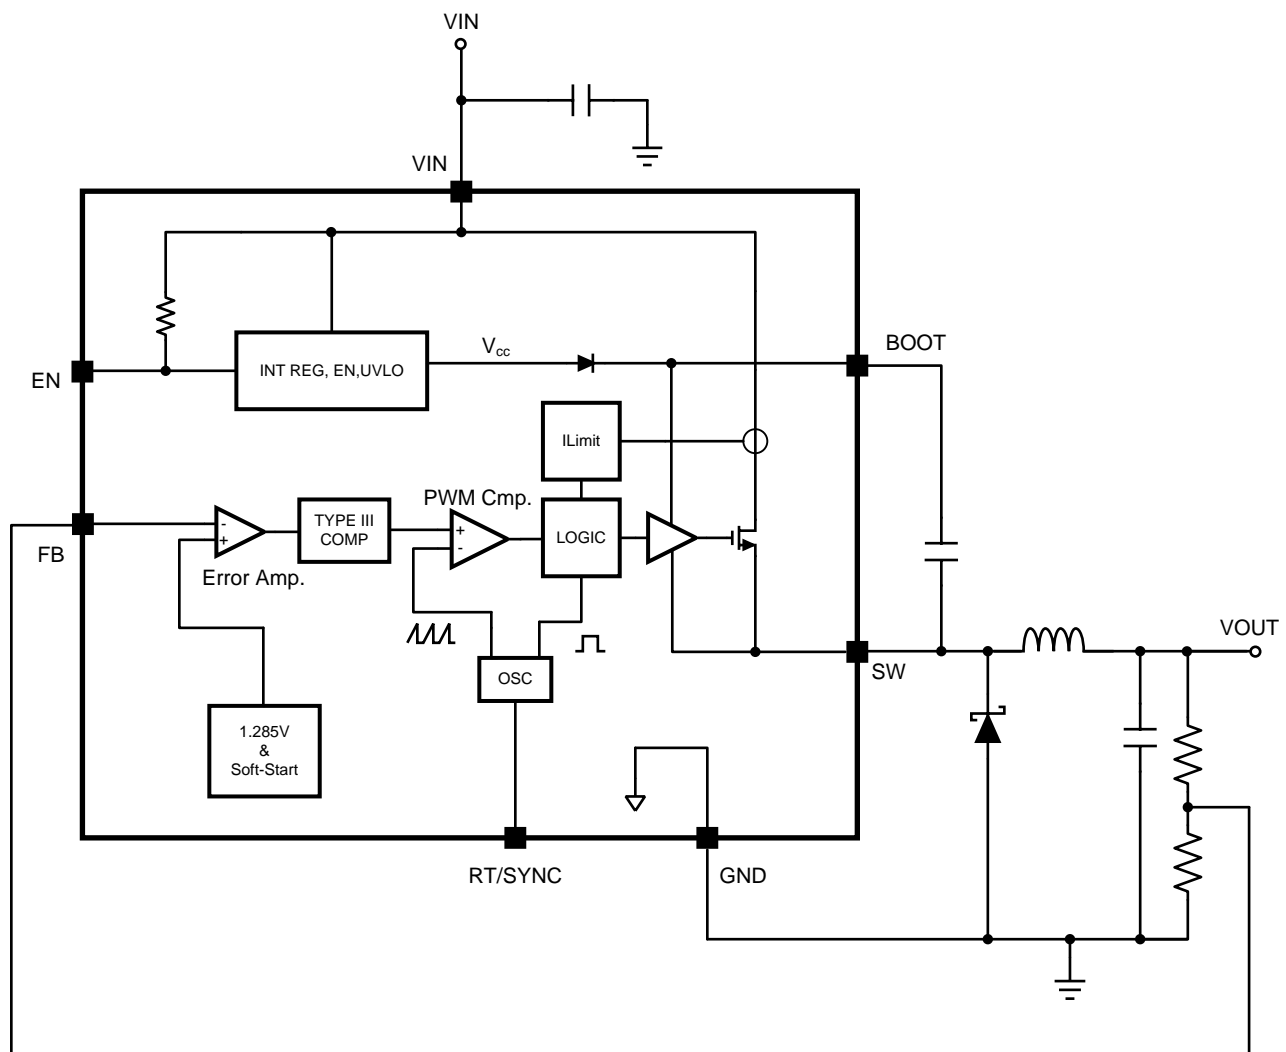 VIN
VIN
BOOT
V_cc
INT REG, EN,UVLO
EN
ILimit
PWM Cmp.
TYPE III
COMP
LOGIC
-
+
+
-
FB
Error Amp.
VOUT
SW
OSC
1.285V
&
Soft-Start
RT/SYNC
GND